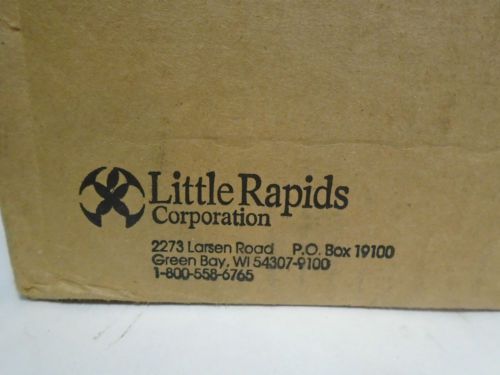 Little Rapids
Corporation
2273 Larsen Road P.O. Box 19100
Green Bay, WI 54307-9100
1-800-558-6765